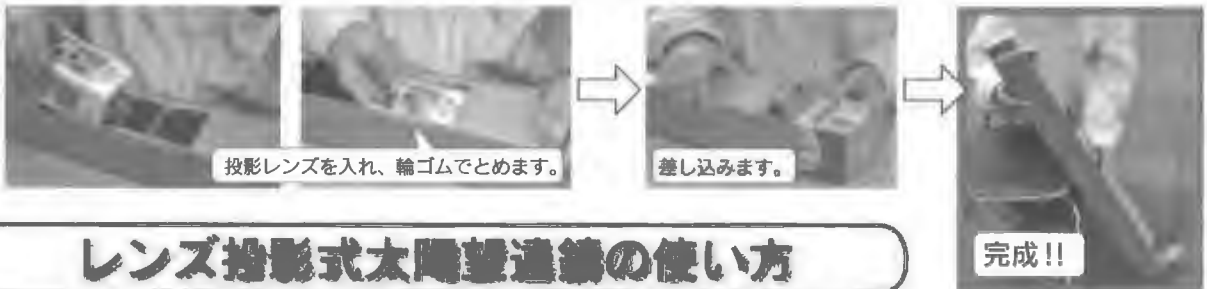 投影レンズを入れ、輪ゴムでとめます。
差し込みます。
完成!!
レンズ投影式太陽望遠鏡の使い方